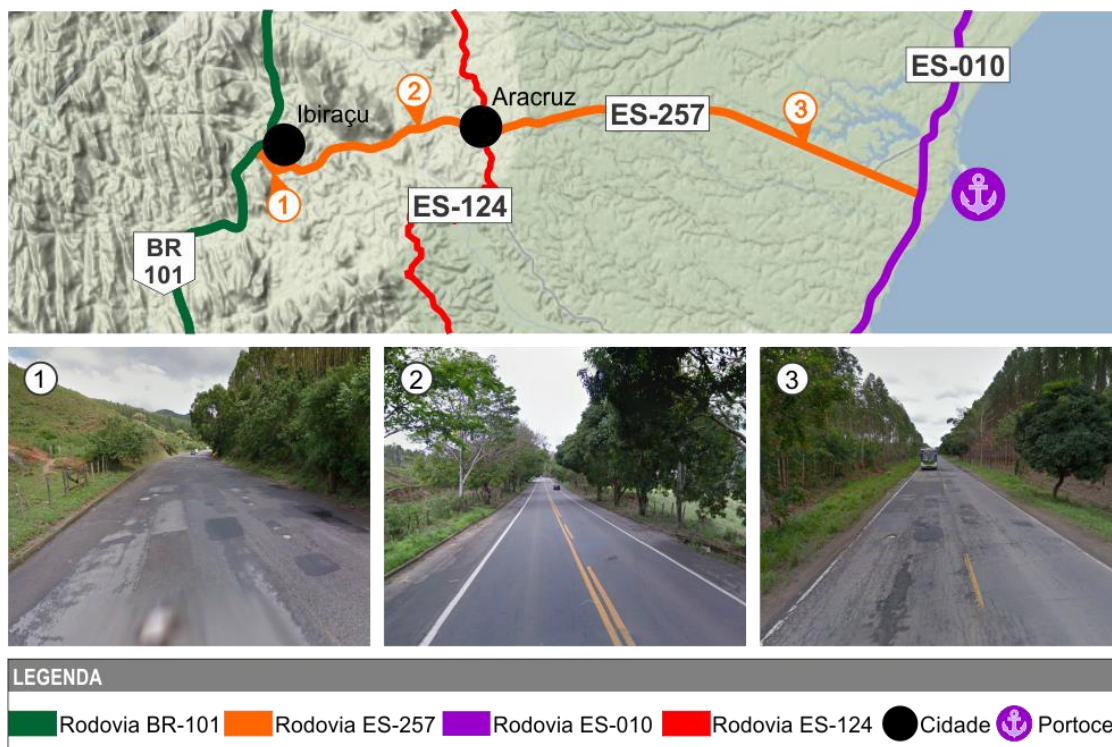 ES-010
2
Ibiraçu
Aracruz
ES-257
3
1
ES-124
BR
101
1
2
3
LEGENDA
Rodovia BR-101
Rodovia ES-257
Rodovia ES-010
Rodovia ES-124
Cidade
Portocel